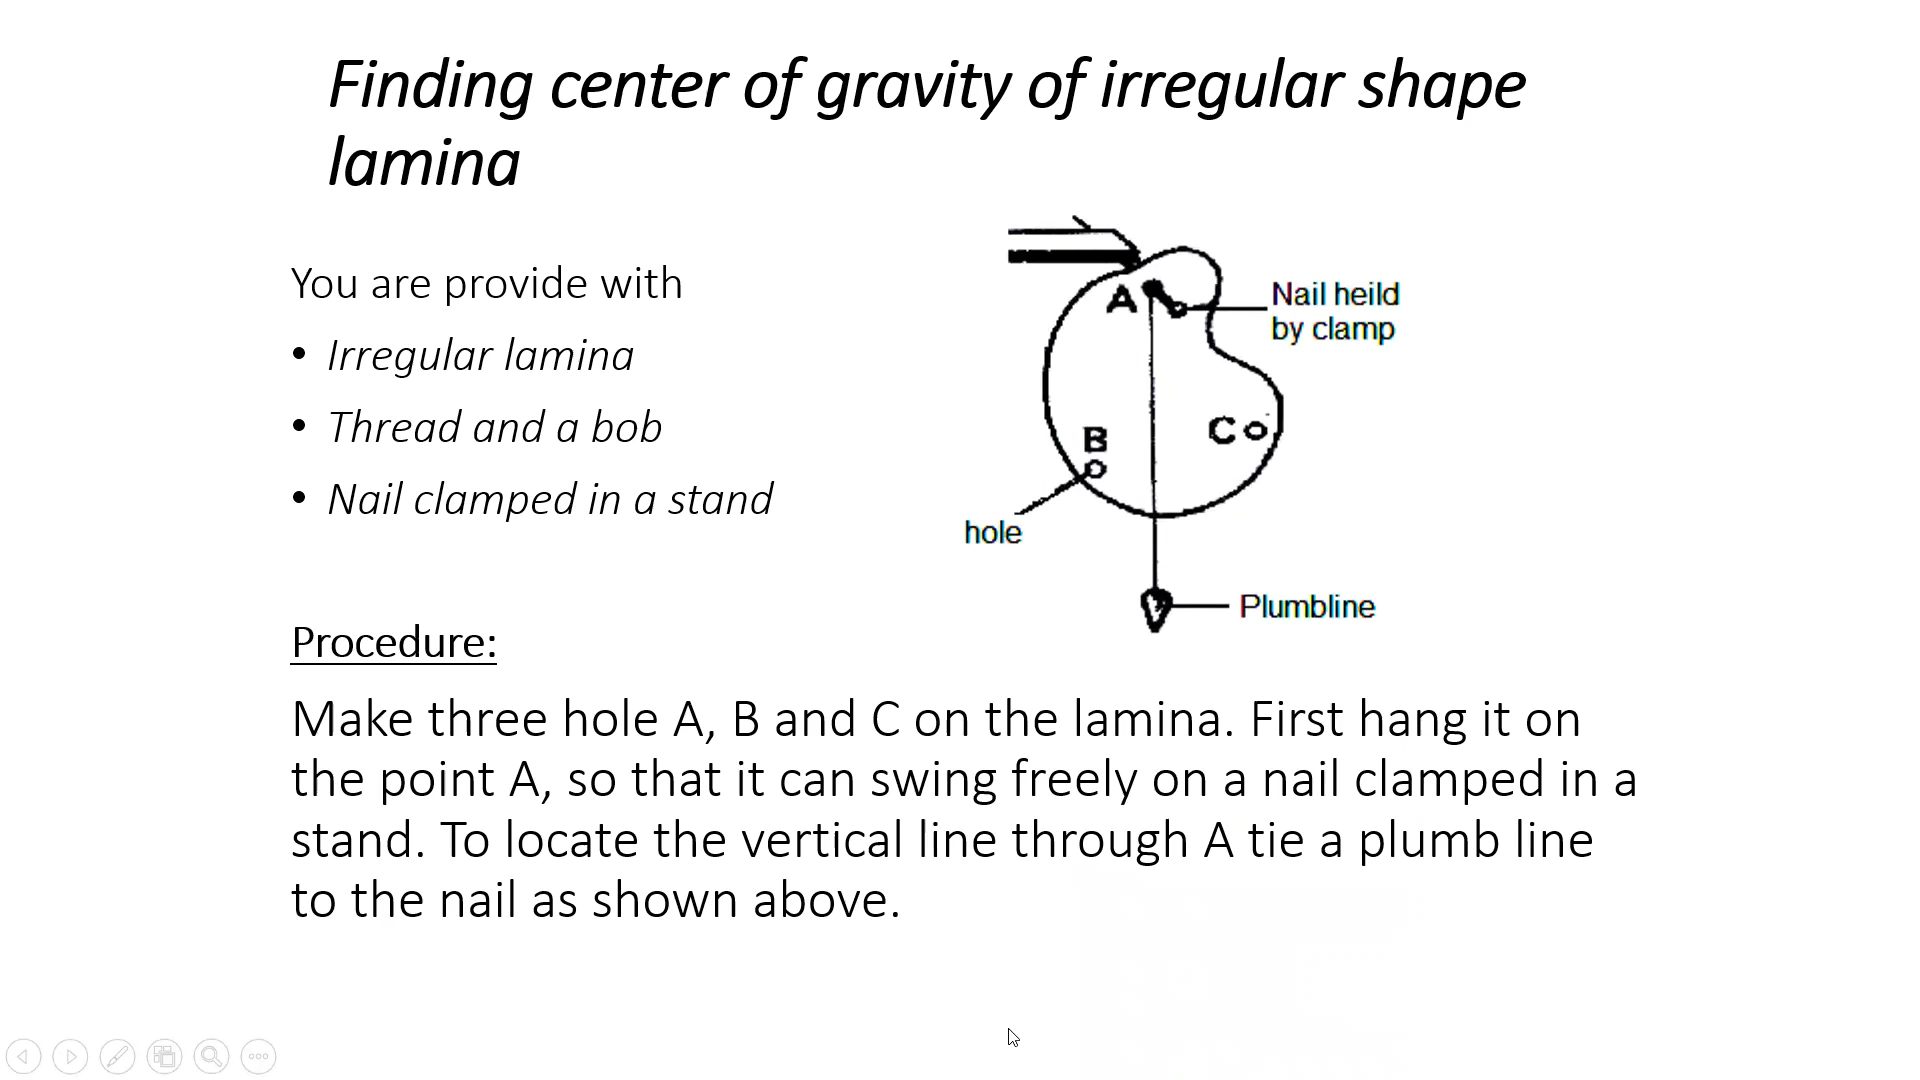 Finding center of gravity of irregular shape
lamina
You are provide with
• Irregular lamina
• Thread and a bob
• Nail clamped in a stand
A
Nail heild
by clamp
B
C
hole
Plumbline
Procedure:
Make three hole A, B and C on the lamina. First hang it on
the point A, so that it can swing freely on a nail clamped in a
stand. To locate the vertical line through A tie a plumb line
to the nail as shown above.